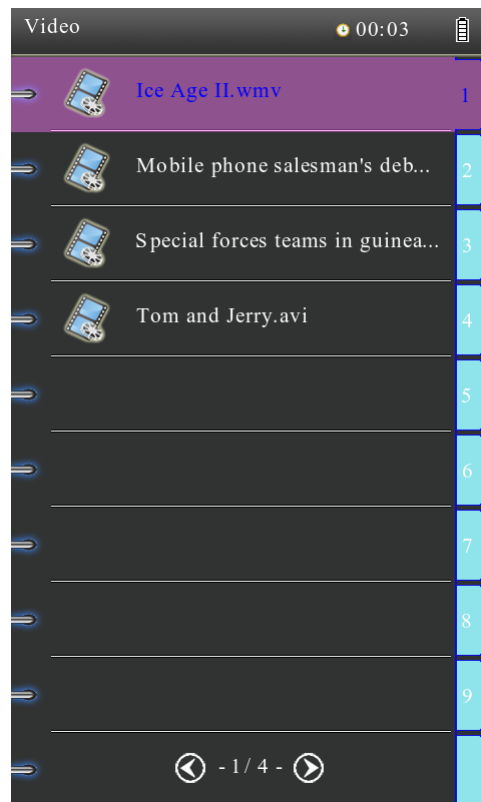 Video 00:03
Ice Age II.wmv 1
Mobile phone salesman's deb... 2
Special forces teams in guinea... 3
Tom and Jerry.avi 4
5
6
7
8
9
- 1 / 4 -